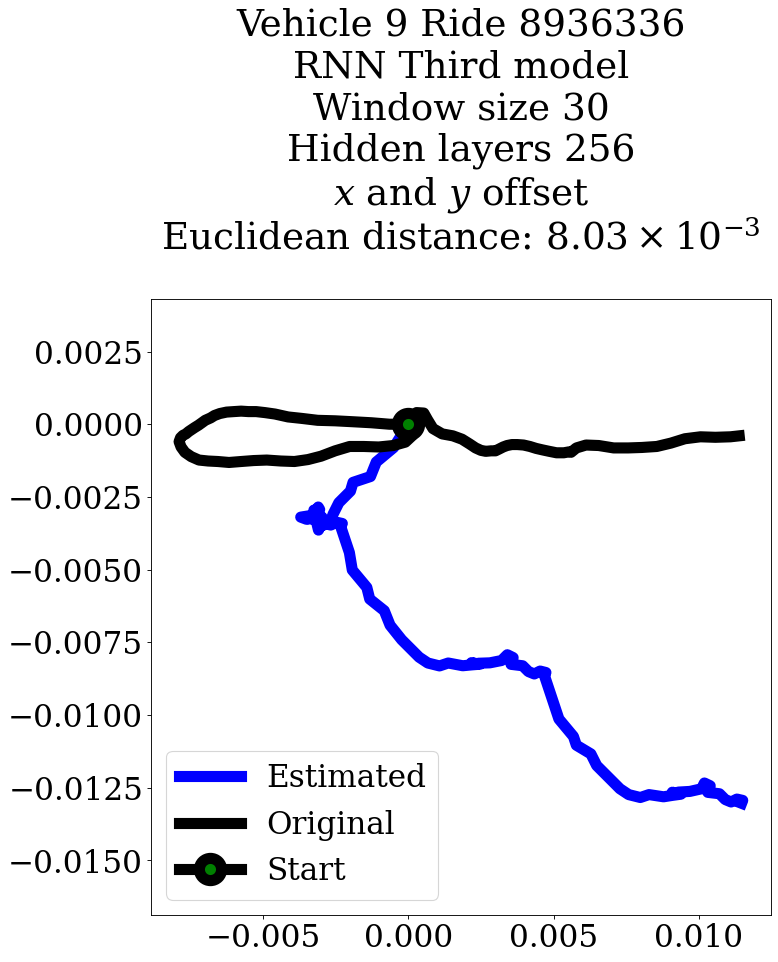 Vehicle 9 Ride 8936336
RNN Third model
Window size 30
Hidden layers 256
x and y offset
Euclidean distance: 8.03 × 10⁻³
0.0025
0.0000
−0.0025
−0.0050
−0.0075
−0.0100
−0.0125
−0.0150
Estimated
Original
Start
−0.005 0.000 0.005 0.010